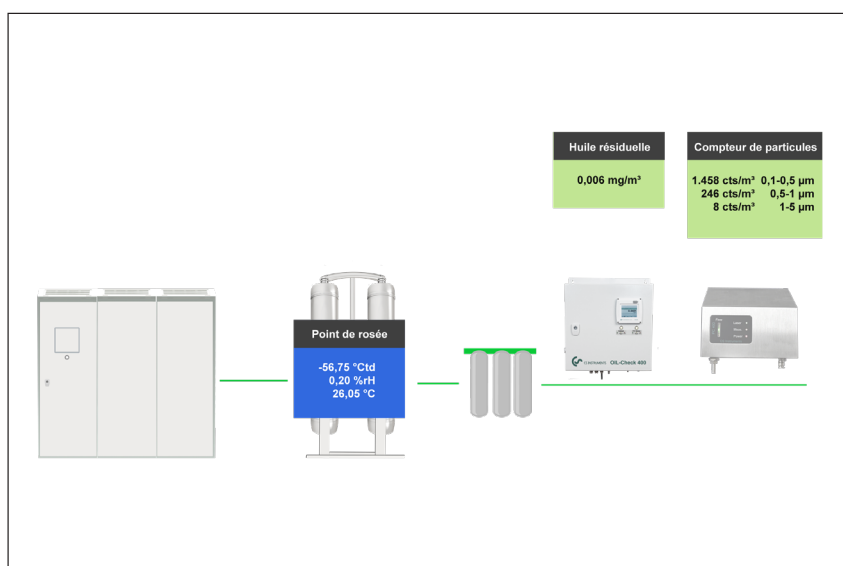 Huile résiduelle
0,006 mg/m³
Compteur de particules
1.458 cts/m³ 0,1-0,5 µm
246 cts/m³ 0,5-1 µm
8 cts/m³ 1-5 µm
Point de rosée
-56,75 °Ctd
0,20 %rH
26,05 °C
CS INSTRUMENTS OIL-Check 400